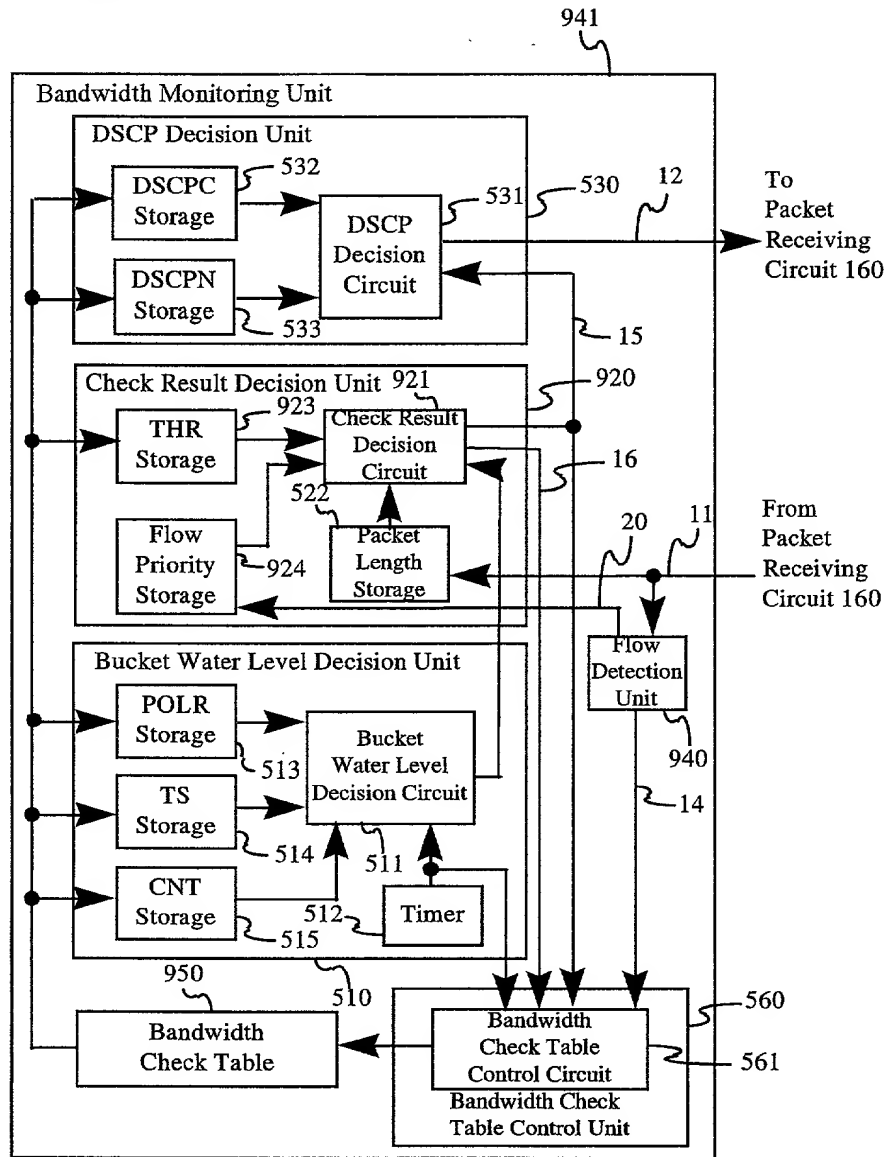 941
Bandwidth Monitoring Unit
DSCP Decision Unit
DSCPC
Storage
532
DSCP
Decision
Circuit
531
530
12
To
Packet
Receiving
Circuit 160
DSCPN
Storage
533
15
Check Result Decision Unit
921
920
THR
Storage
923
Check Result
Decision
Circuit
16
522
Flow
Priority
Storage
924
Packet
Length
Storage
20
11
From
Packet
Receiving
Circuit 160
Flow
Detection
Unit
940
14
Bucket Water Level Decision Unit
POLR
Storage
513
Bucket
Water Level
Decision Circuit
511
TS
Storage
514
CNT
Storage
515
512
Timer
510
950
Bandwidth
Check Table
560
Bandwidth
Check Table
Control Circuit
561
Bandwidth Check
Table Control Unit